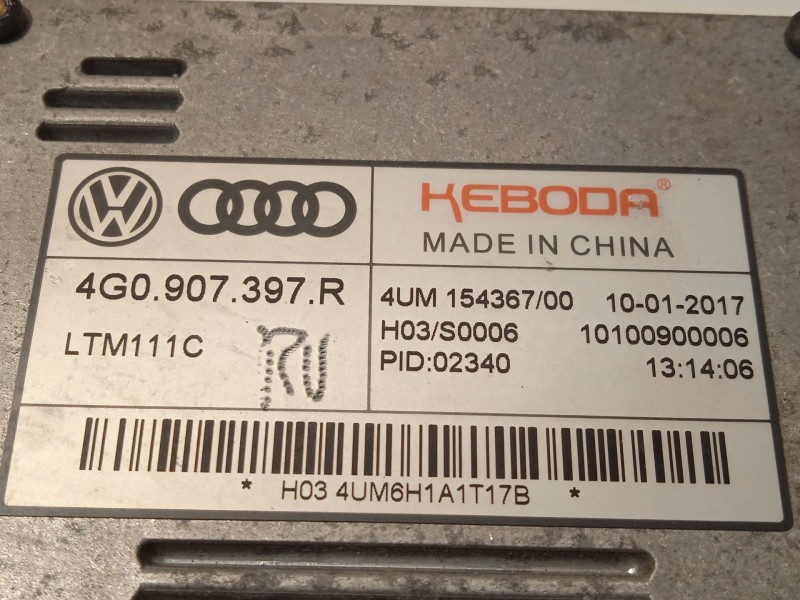 KEBODA®
MADE IN CHINA
4G0.907.397.R
LTM111C
4UM 154367/00 10-01-2017
H03/S0006 10100900006
PID:02340 13:14:06
* H03 4UM6H1A1T17B *